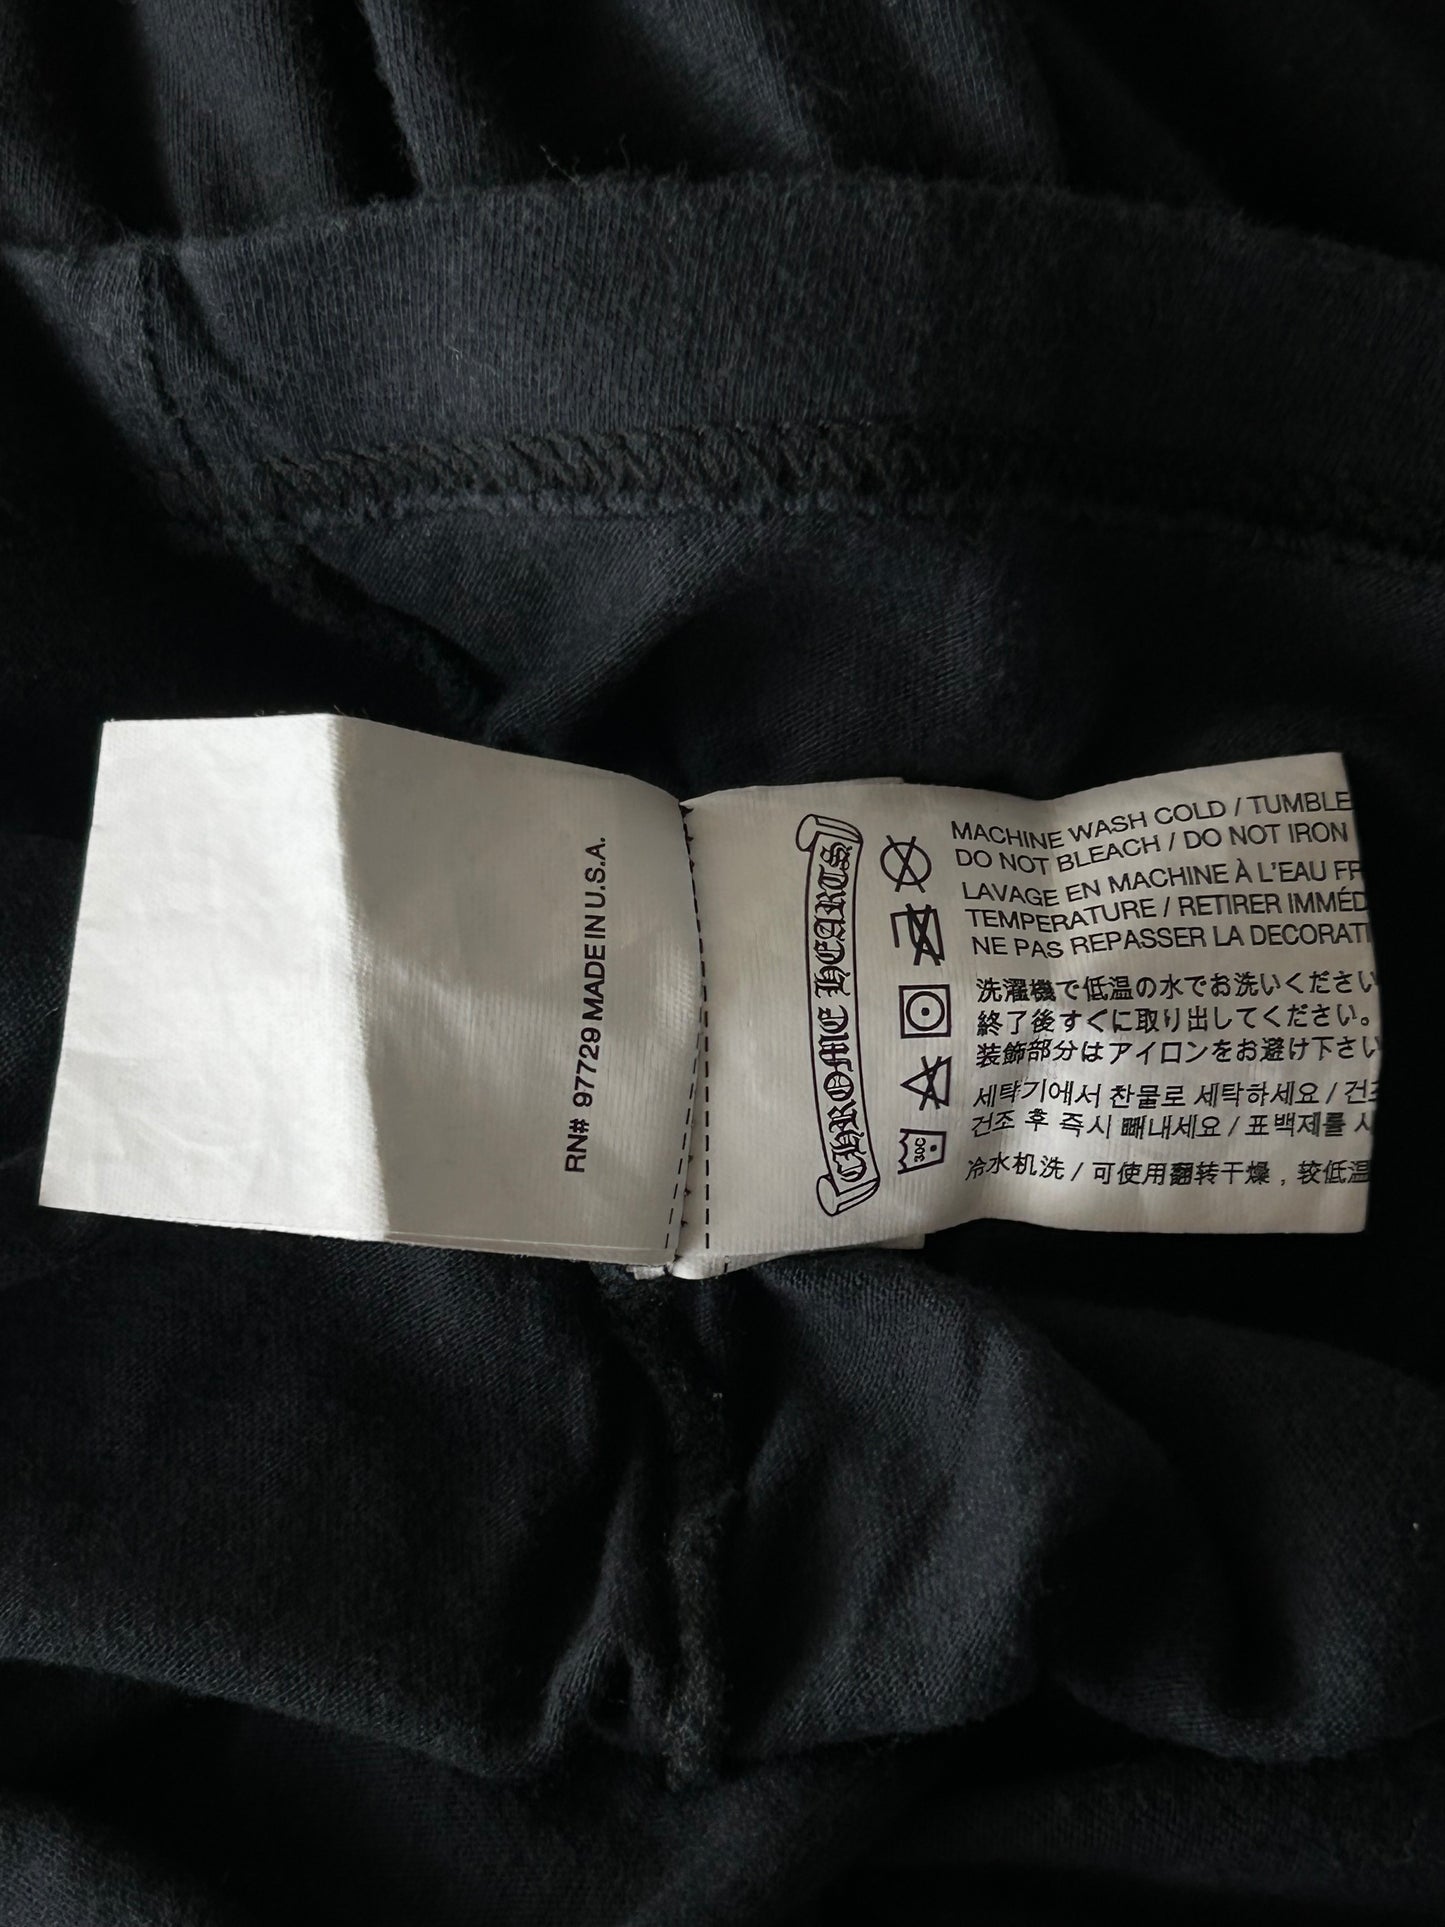 RN# 97729 MADE IN U.S.A.
CHROME HEARTS
30C
MACHINE WASH COLD / TUMBLE
DO NOT BLEACH / DO NOT IRON
LAVAGE EN MACHINE À L'EAU FR
TEMPERATURE / RETIRER IMMÉD
NE PAS REPASSER LA DECORATI
洗濯機で低温の水でお洗いください
終了後すぐに取り出してください。
装飾部分はアイロンをお避け下さい
세탁기에서 찬물로 세탁하세요 / 건조
건조 후 즉시 빼내세요 / 표백제를 사
冷水机洗 / 可使用翻转干燥，较低温